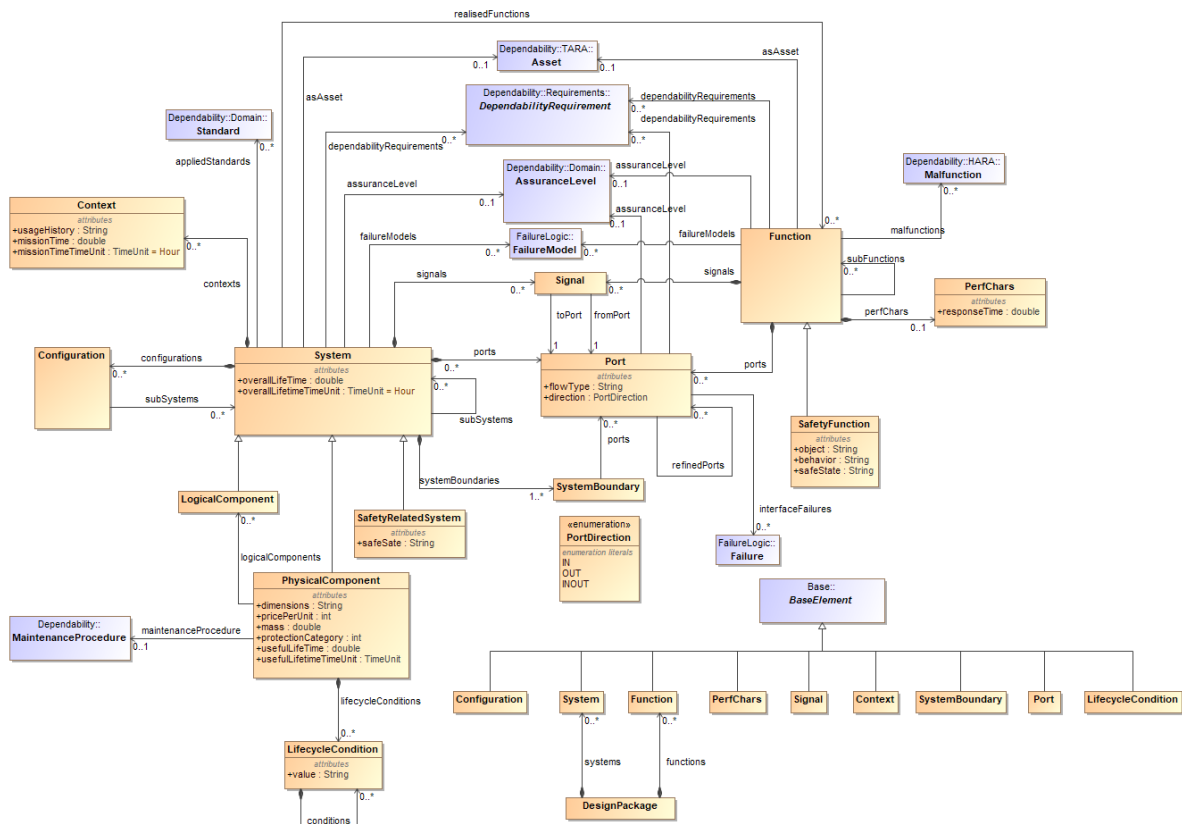 realisedFunctions
Dependability::TARA::
Asset
0..1
0..1
asAsset
asAsset
Dependability::Requirements::
DependabilityRequirement
dependabilityRequirements
0..*
dependabilityRequirements
0..*
0..*
dependabilityRequirements
Dependability::Domain::
Standard
0..*
appliedStandards
Dependability::Domain::
AssuranceLevel
assuranceLevel
0..1
assuranceLevel
0..1
assuranceLevel
0..1
Dependability::HARA::
Malfunction
0..*
malfunctions
Context
attributes
+usageHistory : String
+missionTime : double
+missionTimeTimeUnit : TimeUnit = Hour
0..*
contexts
FailureLogic::
FailureModel
failureModels
0..*
0..*
failureModels
0..*
Function
subFunctions
0..*
Signal
signals
0..*
0..*
signals
toPort
fromPort
1
1
PerfChars
attributes
+responseTime : double
perfChars
0..1
Configuration
configurations
0..*
subSystems
0..*
System
attributes
+overallLifeTime : double
+overallLifetimeTimeUnit : TimeUnit = Hour
0..*
subSystems
ports
0..*
Port
attributes
+flowType : String
+direction : PortDirection
ports
0..*
0..*
0..*
ports
refinedPorts
SafetyFunction
attributes
+object : String
+behavior : String
+safeState : String
systemBoundaries
1..*
SystemBoundary
LogicalComponent
0..*
logicalComponents
SafetyRelatedSystem
attributes
+safeSate : String
«enumeration»
PortDirection
enumeration literals
IN
OUT
INOUT
interfaceFailures
0..*
FailureLogic::
Failure
PhysicalComponent
attributes
+dimensions : String
+pricePerUnit : int
+mass : double
+protectionCategory : int
+usefulLifeTime : double
+usefulLifetimeTimeUnit : TimeUnit
Dependability::
MaintenanceProcedure
maintenanceProcedure
0..1
Base::
BaseElement
lifecycleConditions
0..*
Configuration
System
Function
PerfChars
Signal
Context
SystemBoundary
Port
LifecycleCondition
0..*
0..*
systems
functions
DesignPackage
LifecycleCondition
attributes
+value : String
0..*
conditions